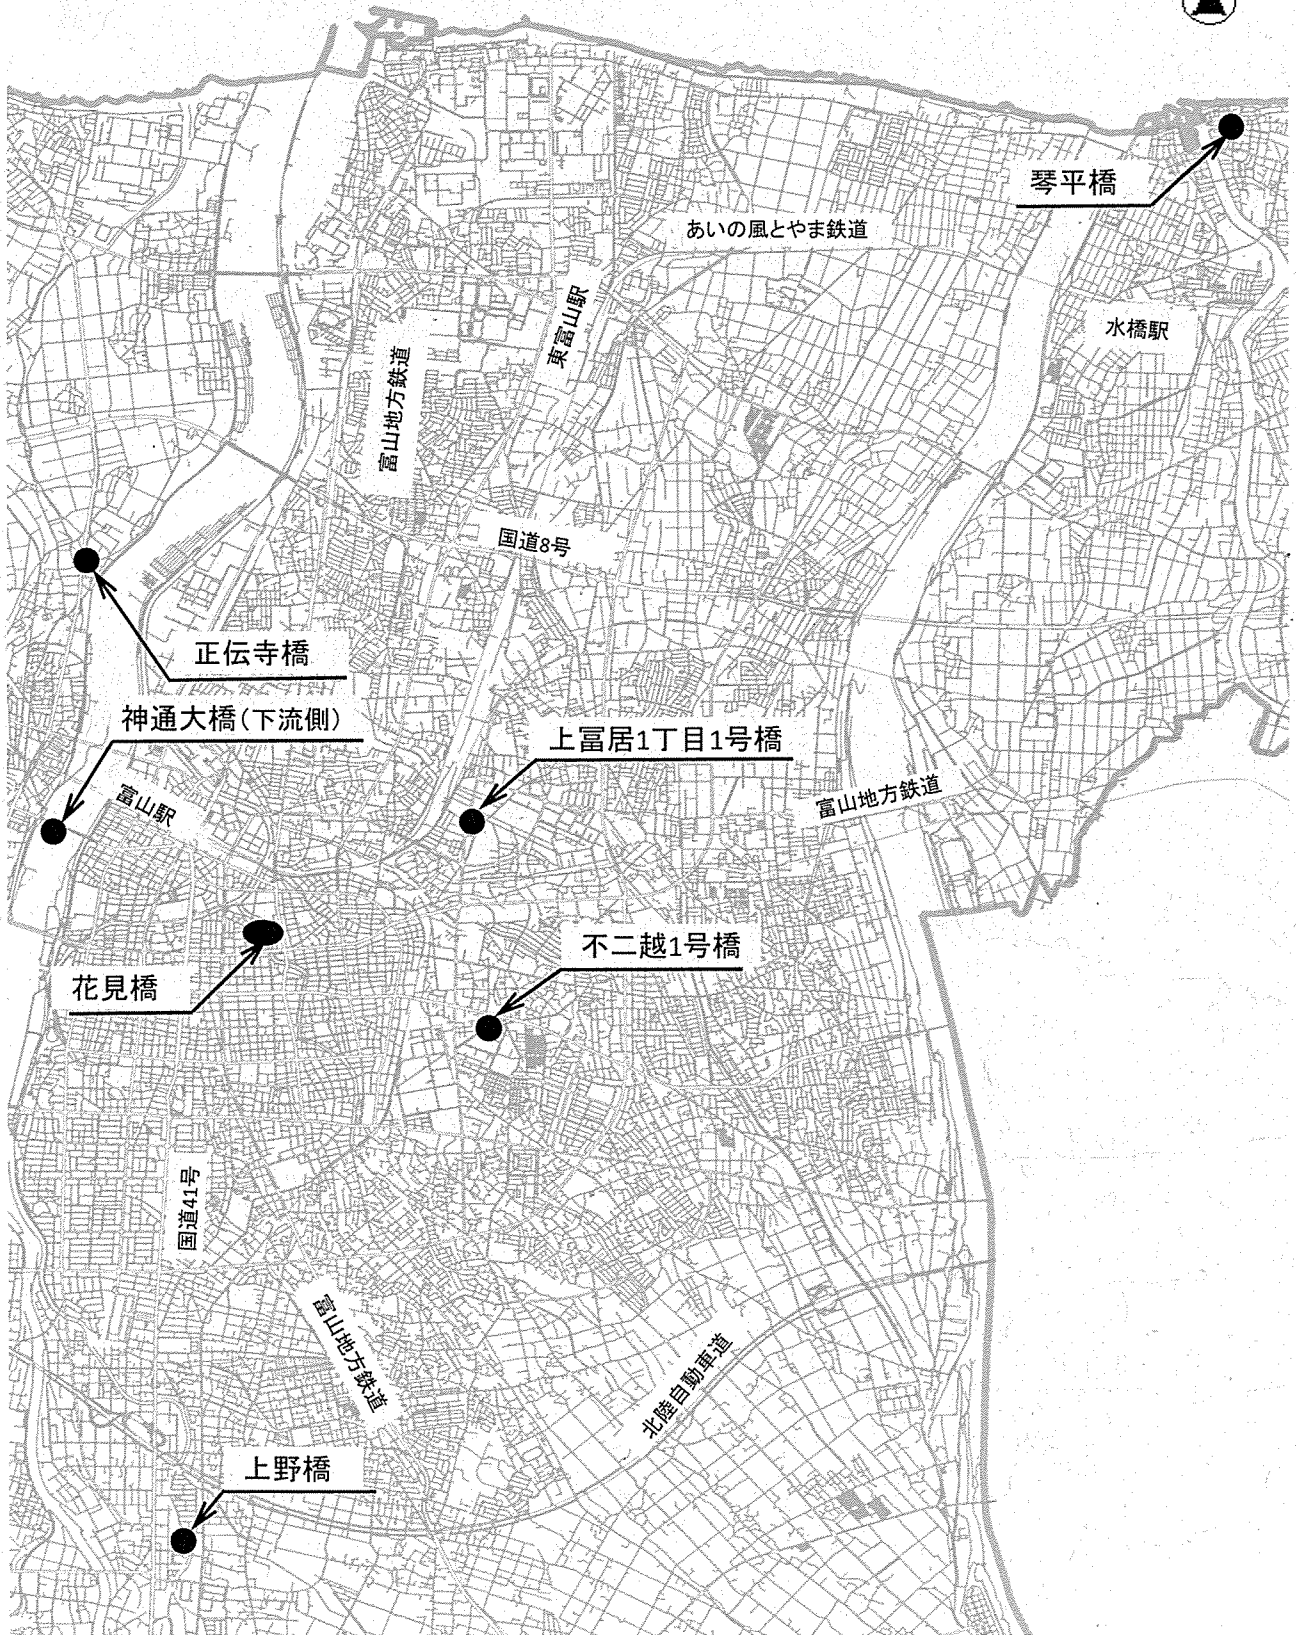 琴平橋
あいの風とやま鉄道
東富山駅
水橋駅
富山地方鉄道
国道8号
正伝寺橋
神通大橋(下流側)
上冨居1丁目1号橋
富山駅
富山地方鉄道
不二越1号橋
花見橋
国道41号
富山地方鉄道
北陸自動車道
上野橋